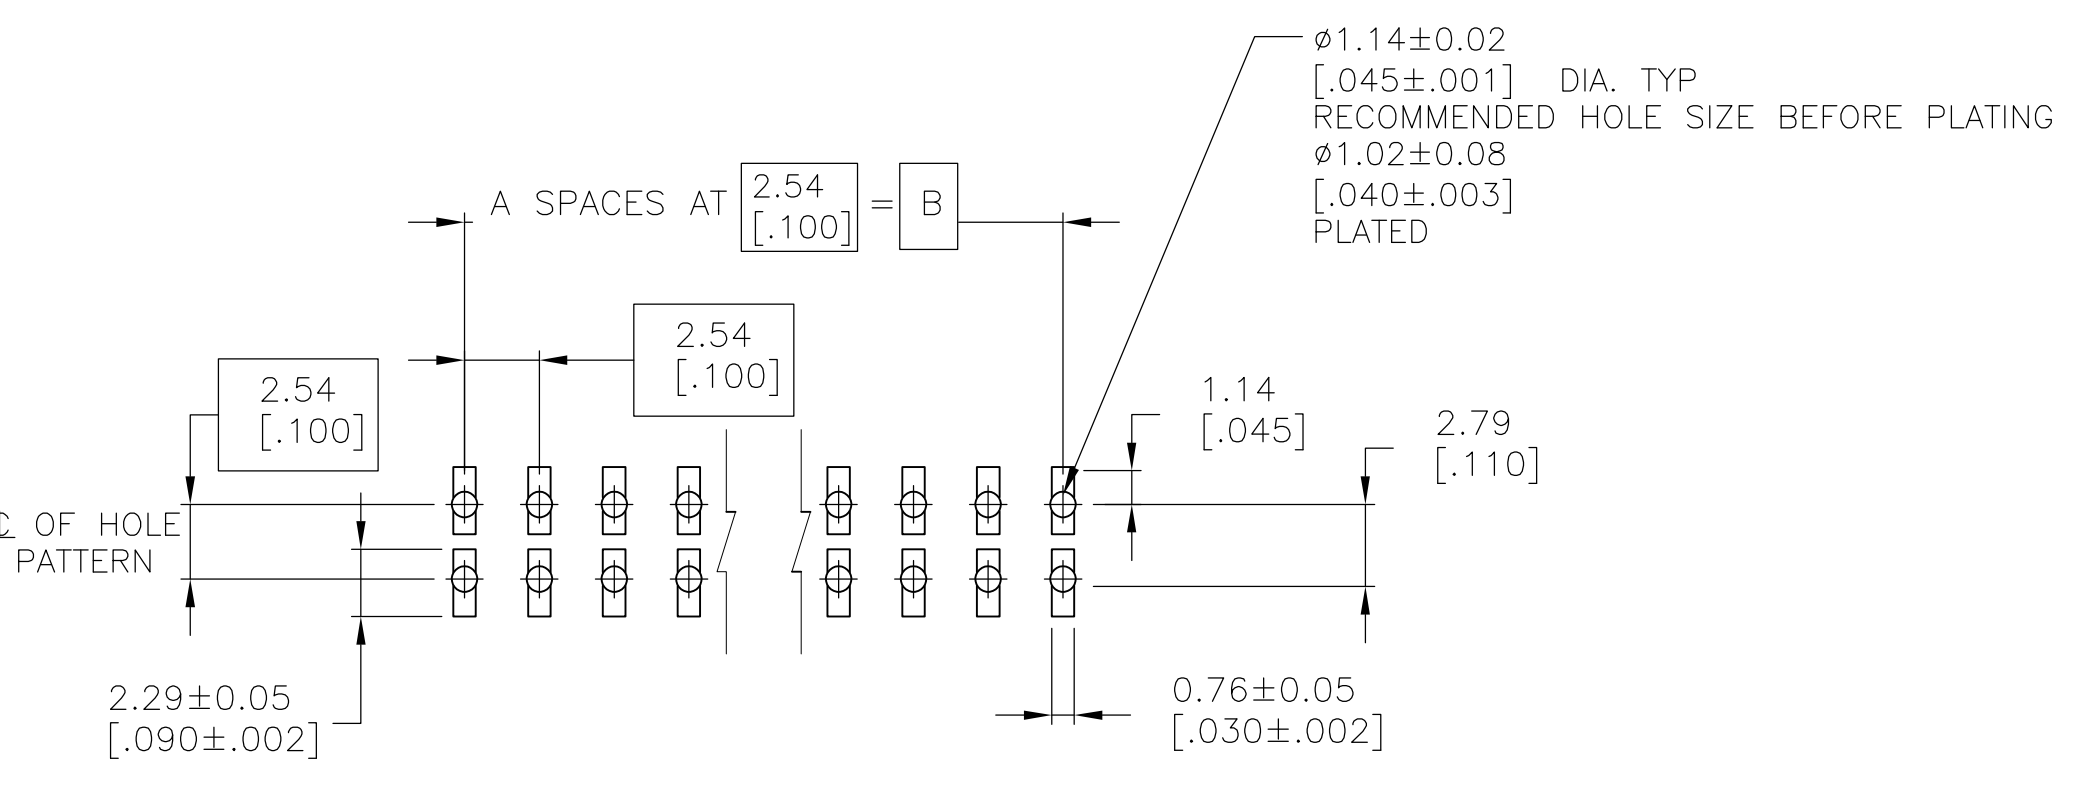 ø1.14±0.02
[.045±.001] DIA. TYP
RECOMMENDED HOLE SIZE BEFORE PLATING
ø1.02±0.08
[.040±.003]
PLATED
A SPACES AT 2.54 [.100] = B
2.54
[.100]
2.54
[.100]
1.14
[.045]
2.79
[.110]
OF HOLE
PATTERN
2.29±0.05
[.090±.002]
0.76±0.05
[.030±.002]